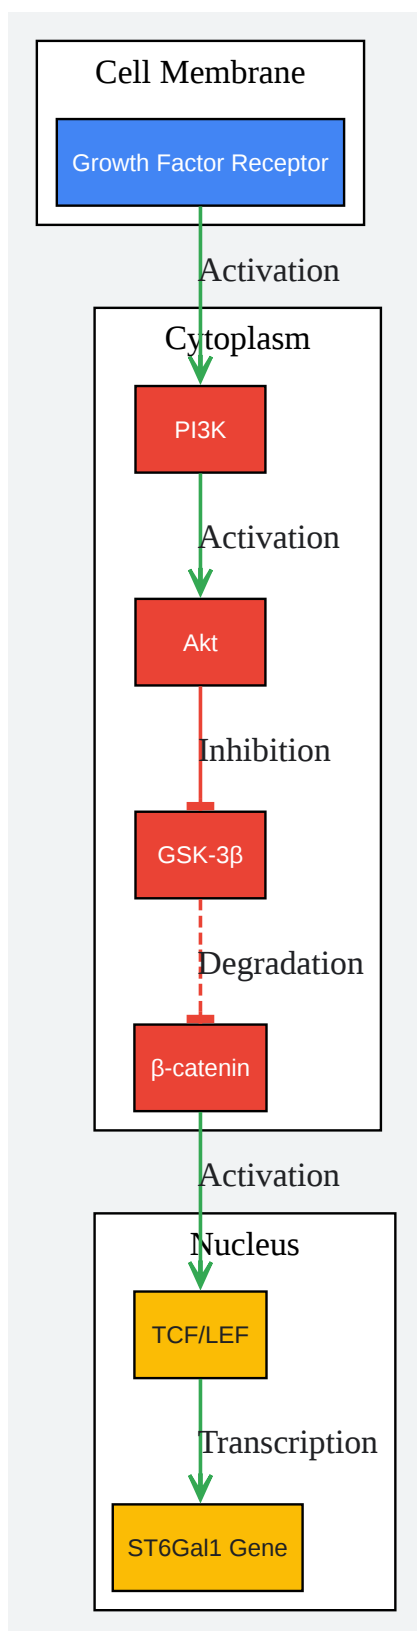 Cell Membrane
Growth Factor Receptor
Activation
Cytoplasm
PI3K
Activation
Akt
Inhibition
GSK-3β
Degradation
β-catenin
Activation
Nucleus
TCF/LEF
Transcription
ST6Gal1 Gene